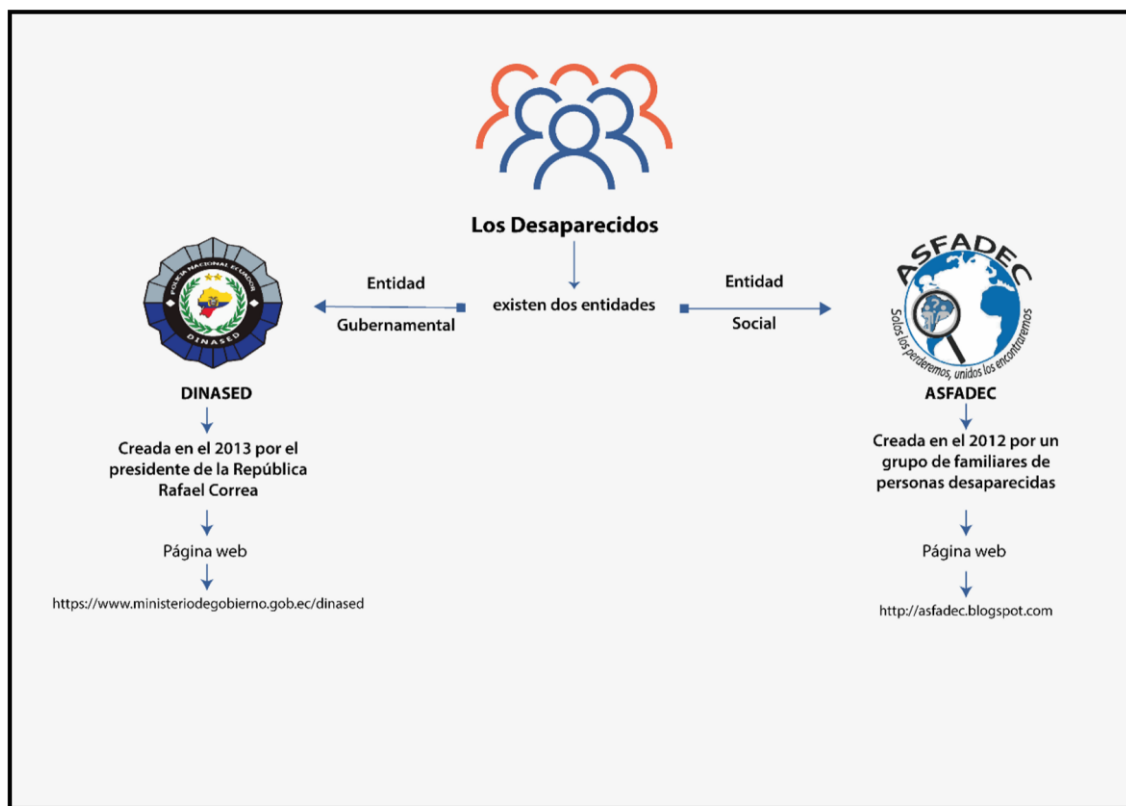 Los Desaparecidos
existen dos entidades
Entidad
Gubernamental
Entidad
Social
POLICIA NACIONAL ECUADOR
DINASED
DINASED
Creada en el 2013 por el
presidente de la República
Rafael Correa
Página web
https://www.ministeriodegobierno.gob.ec/dinased
ASFADEC
Solos los perderemos, unidos los encontraremos
ASFADEC
Creada en el 2012 por un
grupo de familiares de
personas desaparecidas
Página web
http://asfadec.blogspot.com